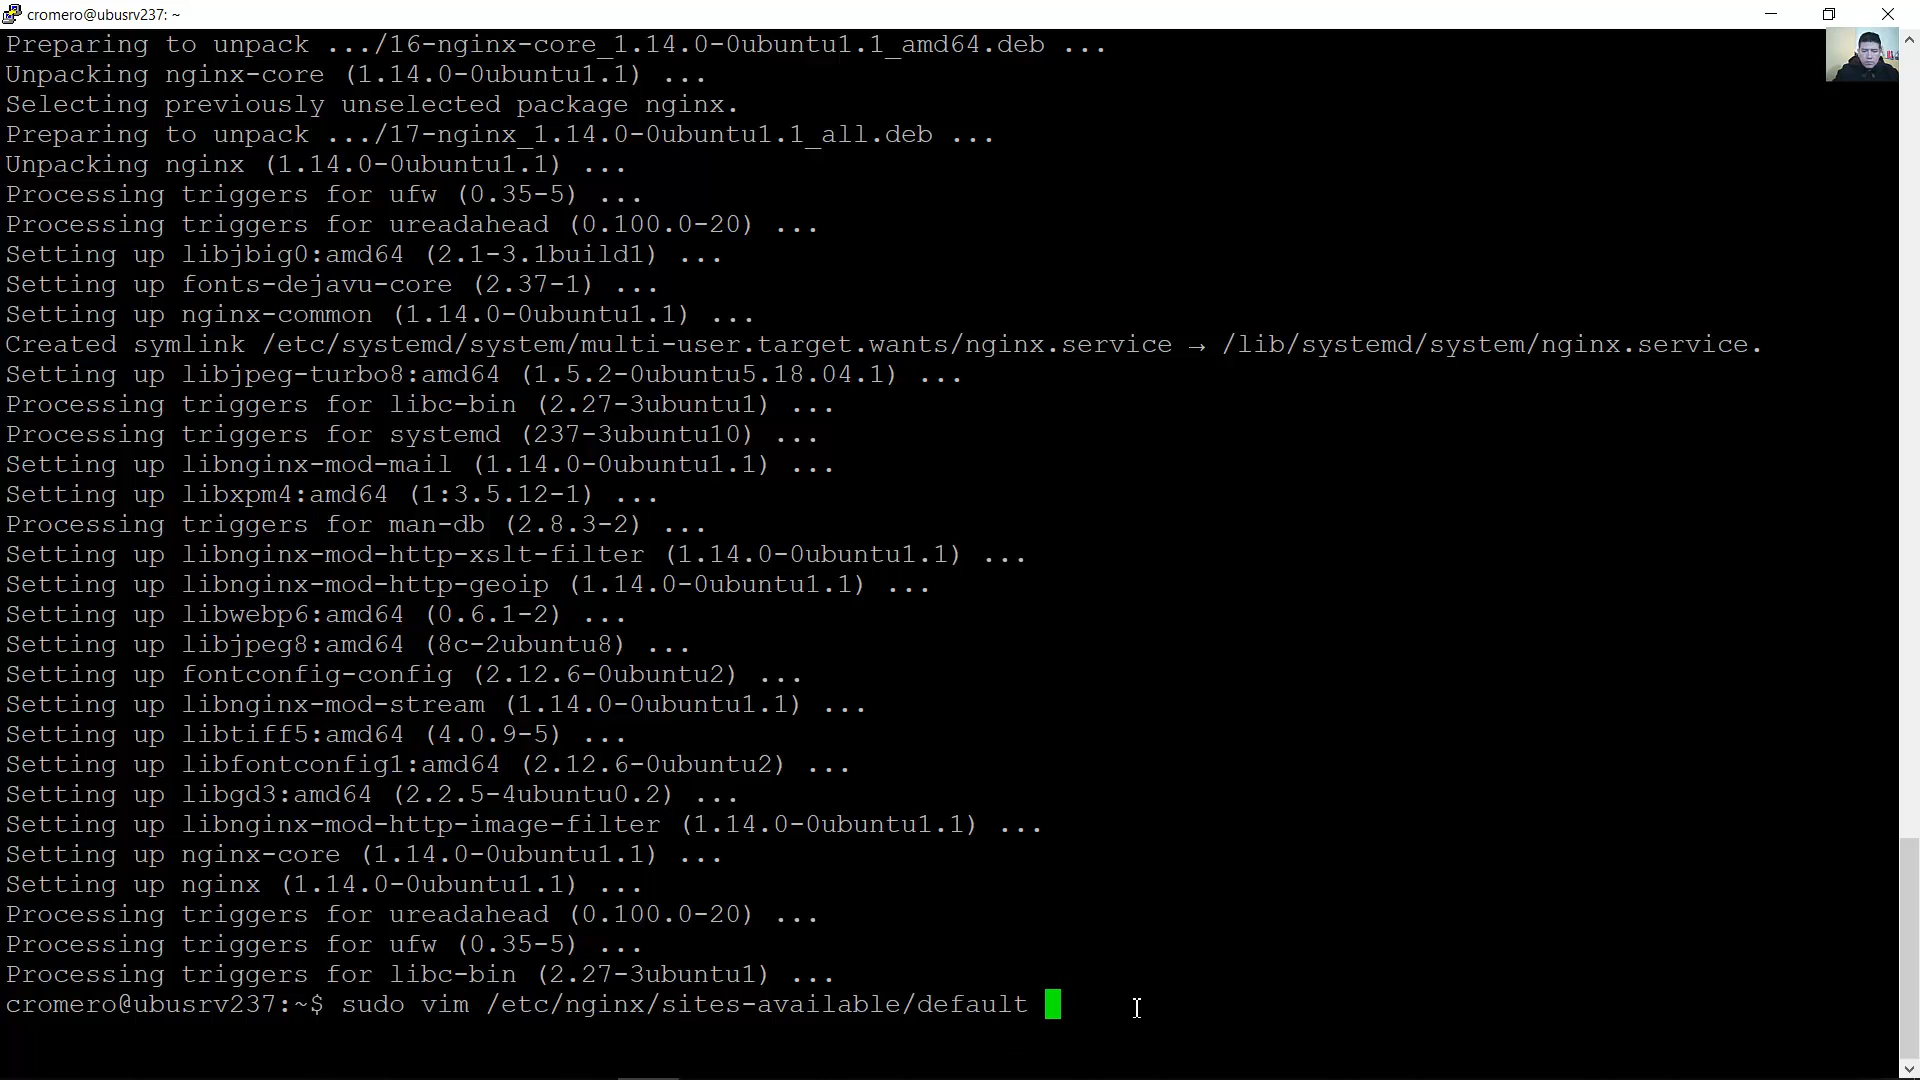 cromero@ubusrv237: ~
Preparing to unpack .../16-nginx-core_1.14.0-0ubuntu1.1_amd64.deb ...
Unpacking nginx-core (1.14.0-0ubuntu1.1) ...
Selecting previously unselected package nginx.
Preparing to unpack .../17-nginx_1.14.0-0ubuntu1.1_all.deb ...
Unpacking nginx (1.14.0-0ubuntu1.1) ...
Processing triggers for ufw (0.35-5) ...
Processing triggers for ureadahead (0.100.0-20) ...
Setting up libjbig0:amd64 (2.1-3.1build1) ...
Setting up fonts-dejavu-core (2.37-1) ...
Setting up nginx-common (1.14.0-0ubuntu1.1) ...
Created symlink /etc/systemd/system/multi-user.target.wants/nginx.service → /lib/systemd/system/nginx.service.
Setting up libjpeg-turbo8:amd64 (1.5.2-0ubuntu5.18.04.1) ...
Processing triggers for libc-bin (2.27-3ubuntu1) ...
Processing triggers for systemd (237-3ubuntu10) ...
Setting up libnginx-mod-mail (1.14.0-0ubuntu1.1) ...
Setting up libxpm4:amd64 (1:3.5.12-1) ...
Processing triggers for man-db (2.8.3-2) ...
Setting up libnginx-mod-http-xslt-filter (1.14.0-0ubuntu1.1) ...
Setting up libnginx-mod-http-geoip (1.14.0-0ubuntu1.1) ...
Setting up libwebp6:amd64 (0.6.1-2) ...
Setting up libjpeg8:amd64 (8c-2ubuntu8) ...
Setting up fontconfig-config (2.12.6-0ubuntu2) ...
Setting up libnginx-mod-stream (1.14.0-0ubuntu1.1) ...
Setting up libtiff5:amd64 (4.0.9-5) ...
Setting up libfontconfig1:amd64 (2.12.6-0ubuntu2) ...
Setting up libgd3:amd64 (2.2.5-4ubuntu0.2) ...
Setting up libnginx-mod-http-image-filter (1.14.0-0ubuntu1.1) ...
Setting up nginx-core (1.14.0-0ubuntu1.1) ...
Setting up nginx (1.14.0-0ubuntu1.1) ...
Processing triggers for ureadahead (0.100.0-20) ...
Processing triggers for ufw (0.35-5) ...
Processing triggers for libc-bin (2.27-3ubuntu1) ...
cromero@ubusrv237:~$ sudo vim /etc/nginx/sites-available/default